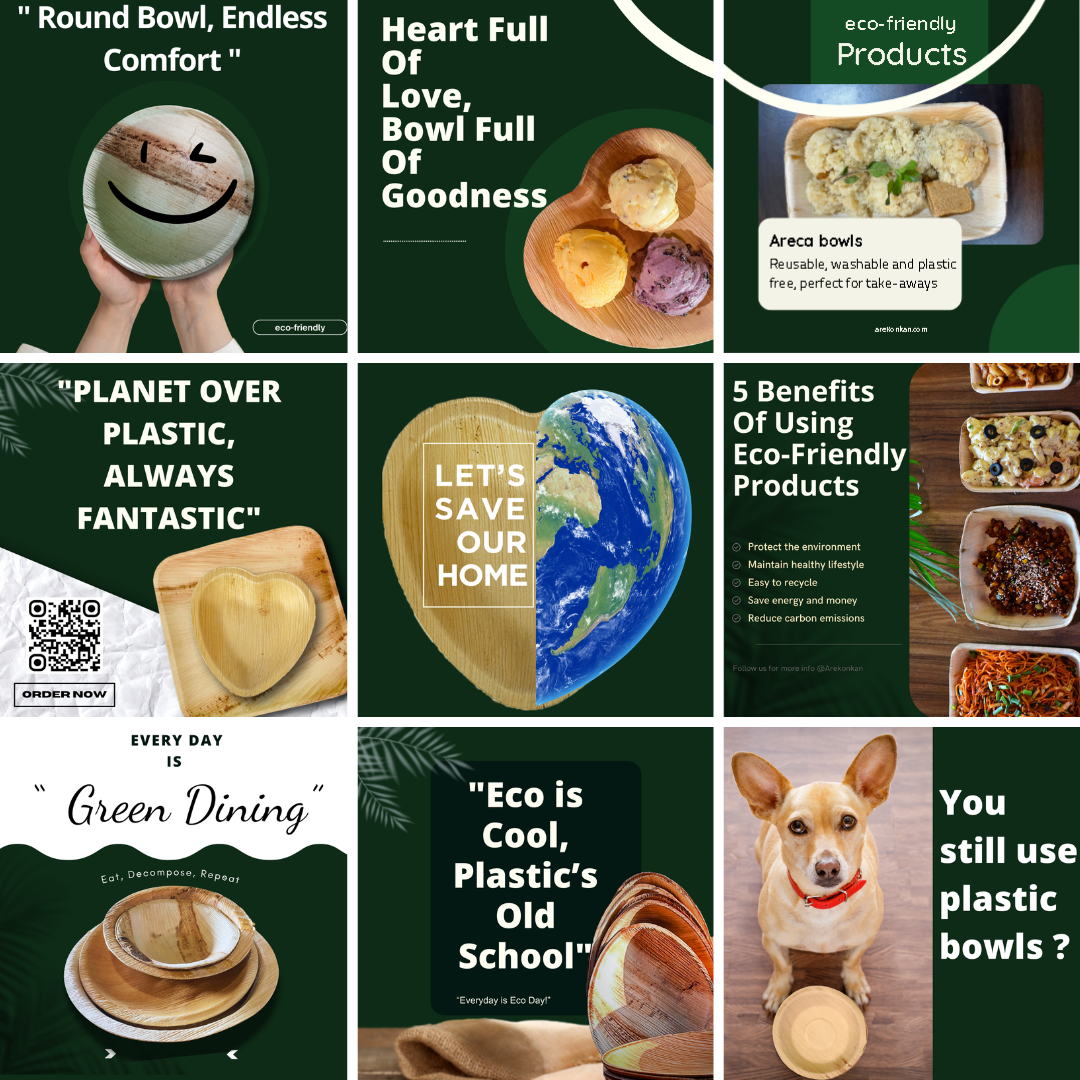 " Round Bowl, Endless
Comfort "
eco-friendly
Heart Full
Of
Love,
Bowl Full
Of
Goodness
eco-friendly
Products
Areca bowls
Reusable, washable and plastic
free, perfect for take-aways
arekonkan.com
"PLANET OVER
PLASTIC,
ALWAYS
FANTASTIC"
ORDER NOW
LET'S
SAVE
OUR
HOME
5 Benefits
Of Using
Eco-Friendly
Products
Protect the environment
Maintain healthy lifestyle
Easy to recycle
Save energy and money
Reduce carbon emissions
Follow us for more info @Arekonkan
EVERY DAY
IS
“ Green Dining”
Eat, Decompose, Repeat
"Eco is
Cool,
Plastic’s
Old
School"
“Everyday is Eco Day!”
You
still use
plastic
bowls ?